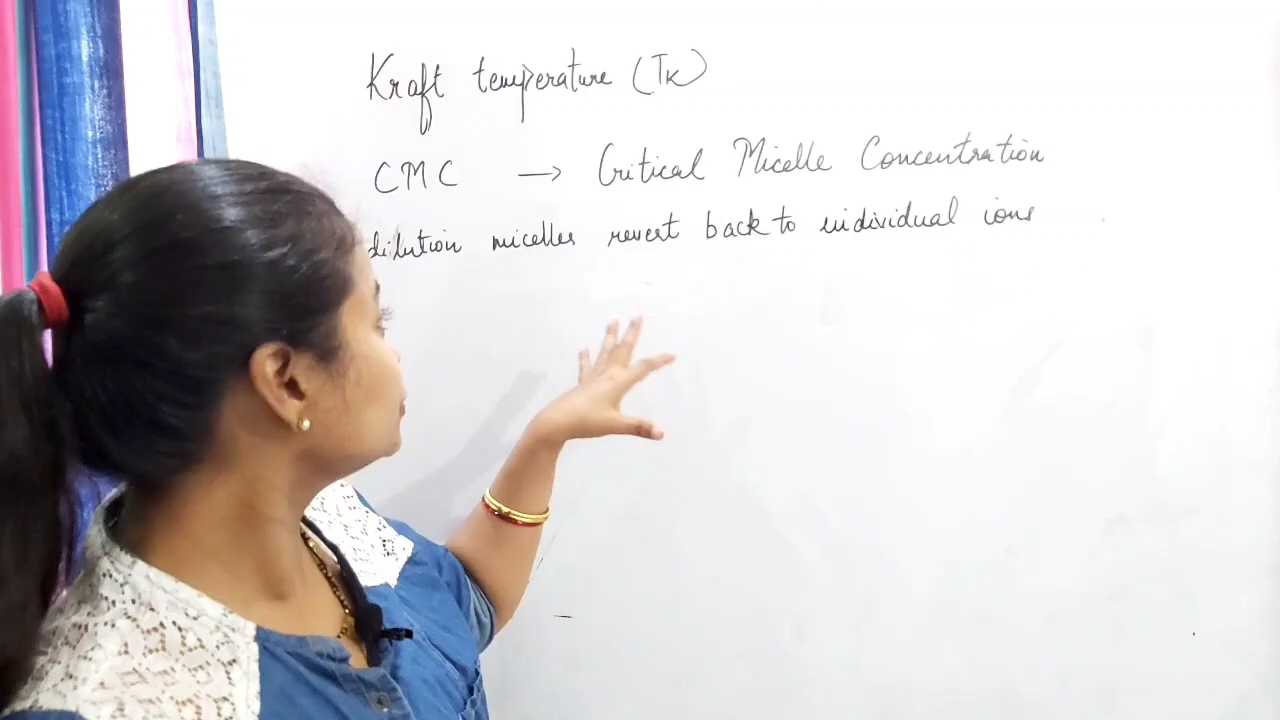 Kraft temperature (Tk)
CMC → Critical Micelle Concentration
dilution micelles revert back to individual ions